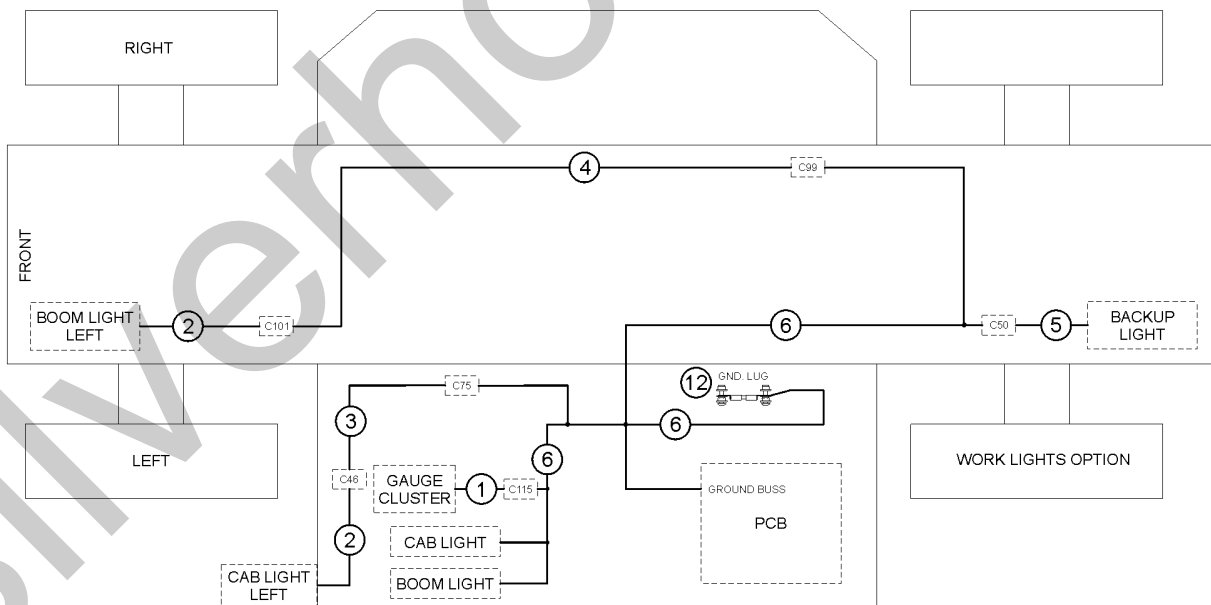 RIGHT
4
C99
FRONT
BOOM LIGHT
LEFT
2
C101
6
C50
5
BACKUP
LIGHT
12
GND. LUG
C75
3
6
LEFT
6
WORK LIGHTS OPTION
C46
GAUGE
CLUSTER
1
C115
GROUND BUSS
PCB
2
CAB LIGHT
BOOM LIGHT
CAB LIGHT
LEFT